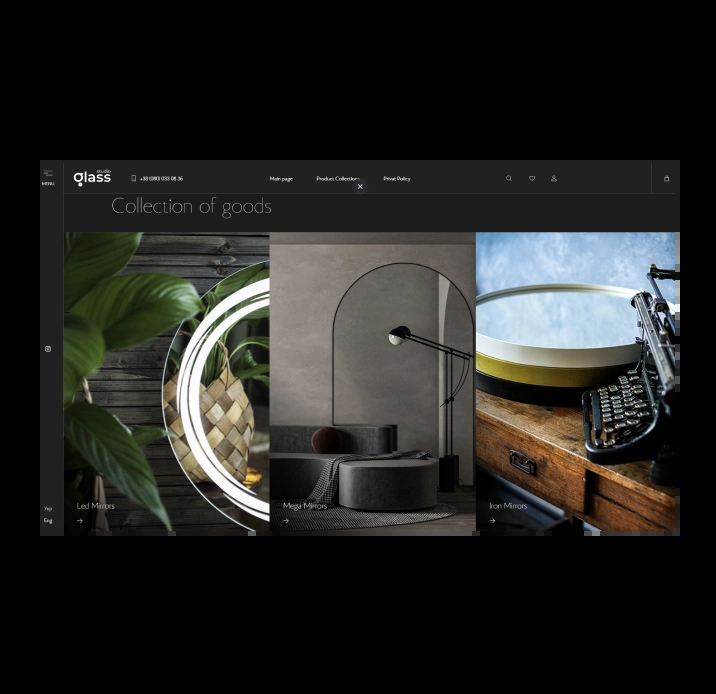 MENU
studio
glass
+38 (080) 033 08 36
Main page
Product Collection
Privat Policy
Collection of goods
Led Mirrors
Mega Mirrors
Iron Mirrors
Укр
Eng